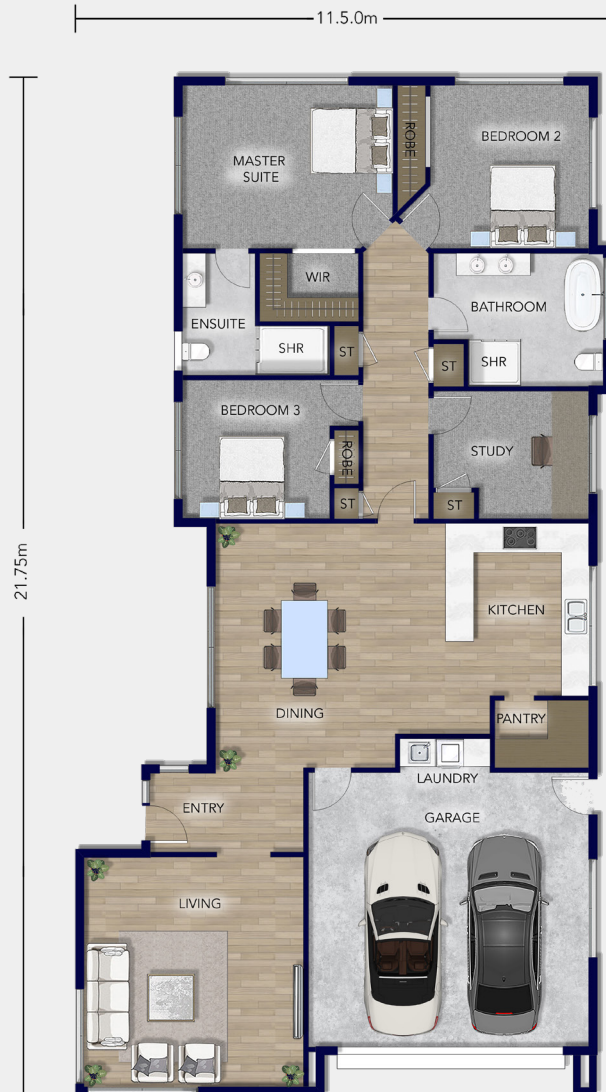 11.5.0m
21.75m
MASTER
SUITE
ROBE
BEDROOM 2
WIR
ENSUITE
SHR
ST
BATHROOM
SHR
ST
BEDROOM 3
ROBE
ST
STUDY
ST
KITCHEN
DINING
PANTRY
LAUNDRY
GARAGE
ENTRY
LIVING